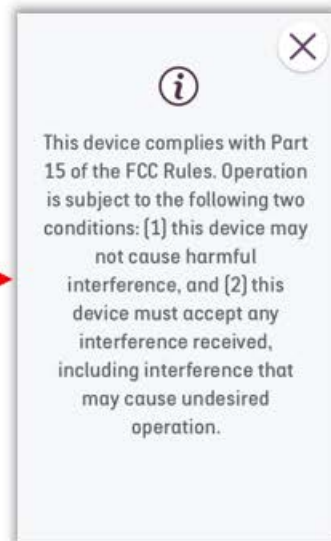 This device complies with Part
15 of the FCC Rules. Operation
is subject to the following two
conditions: (1) this device may
not cause harmful
interference, and (2) this
device must accept any
interference received,
including interference that
may cause undesired
operation.